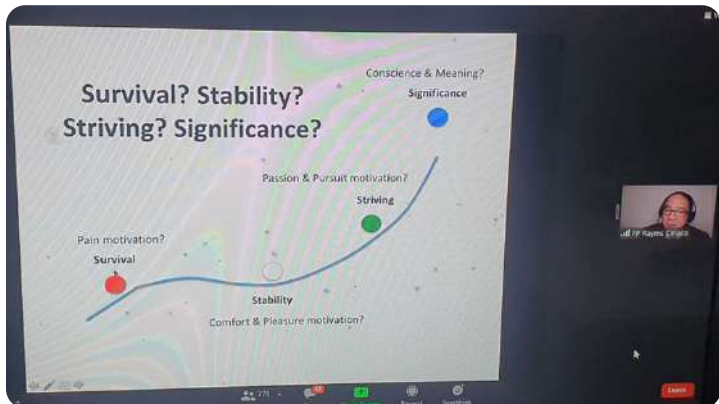 Survival? Stability?
Striving? Significance?
Conscience & Meaning?
Significance
Passion & Pursuit motivation?
Striving
Pain motivation?
Survival
Stability
Comfort & Pleasure motivation?
Leave